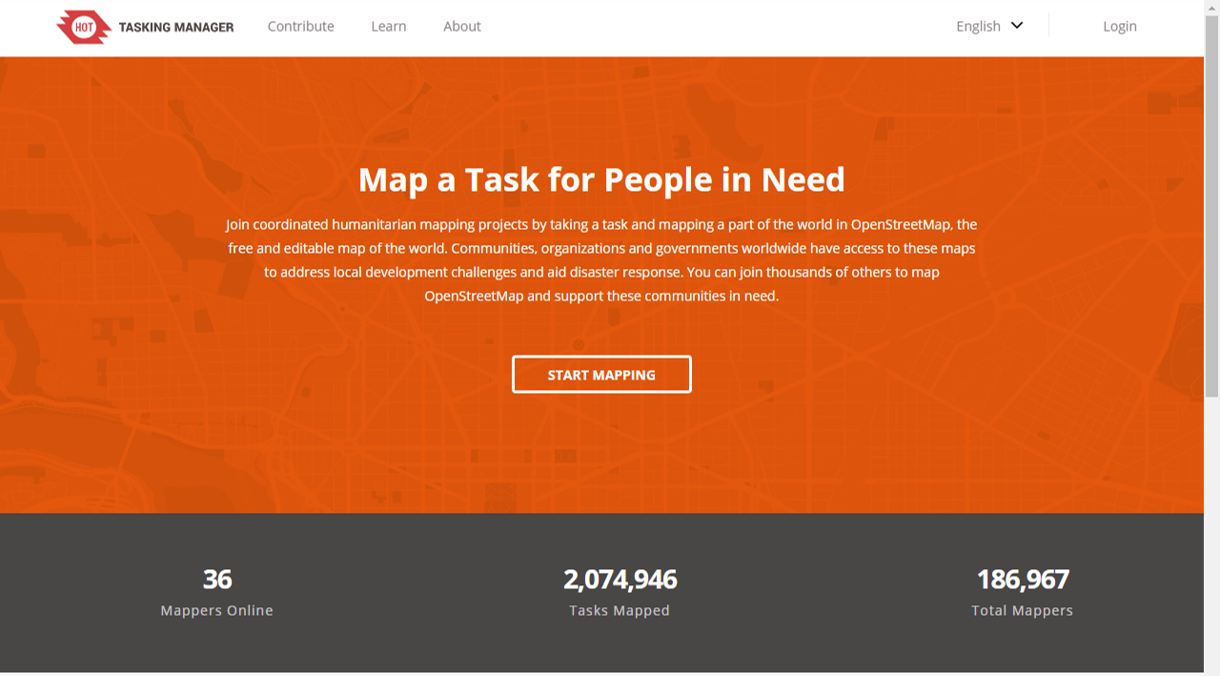 HOT TASKING MANAGER Contribute Learn About English Login
Map a Task for People in Need
Join coordinated humanitarian mapping projects by taking a task and mapping a part of the world in OpenStreetMap, the
free and editable map of the world. Communities, organizations and governments worldwide have access to these maps
to address local development challenges and aid disaster response. You can join thousands of others to map
OpenStreetMap and support these communities in need.
START MAPPING
36 2,074,946 186,967
Mappers Online Tasks Mapped Total Mappers